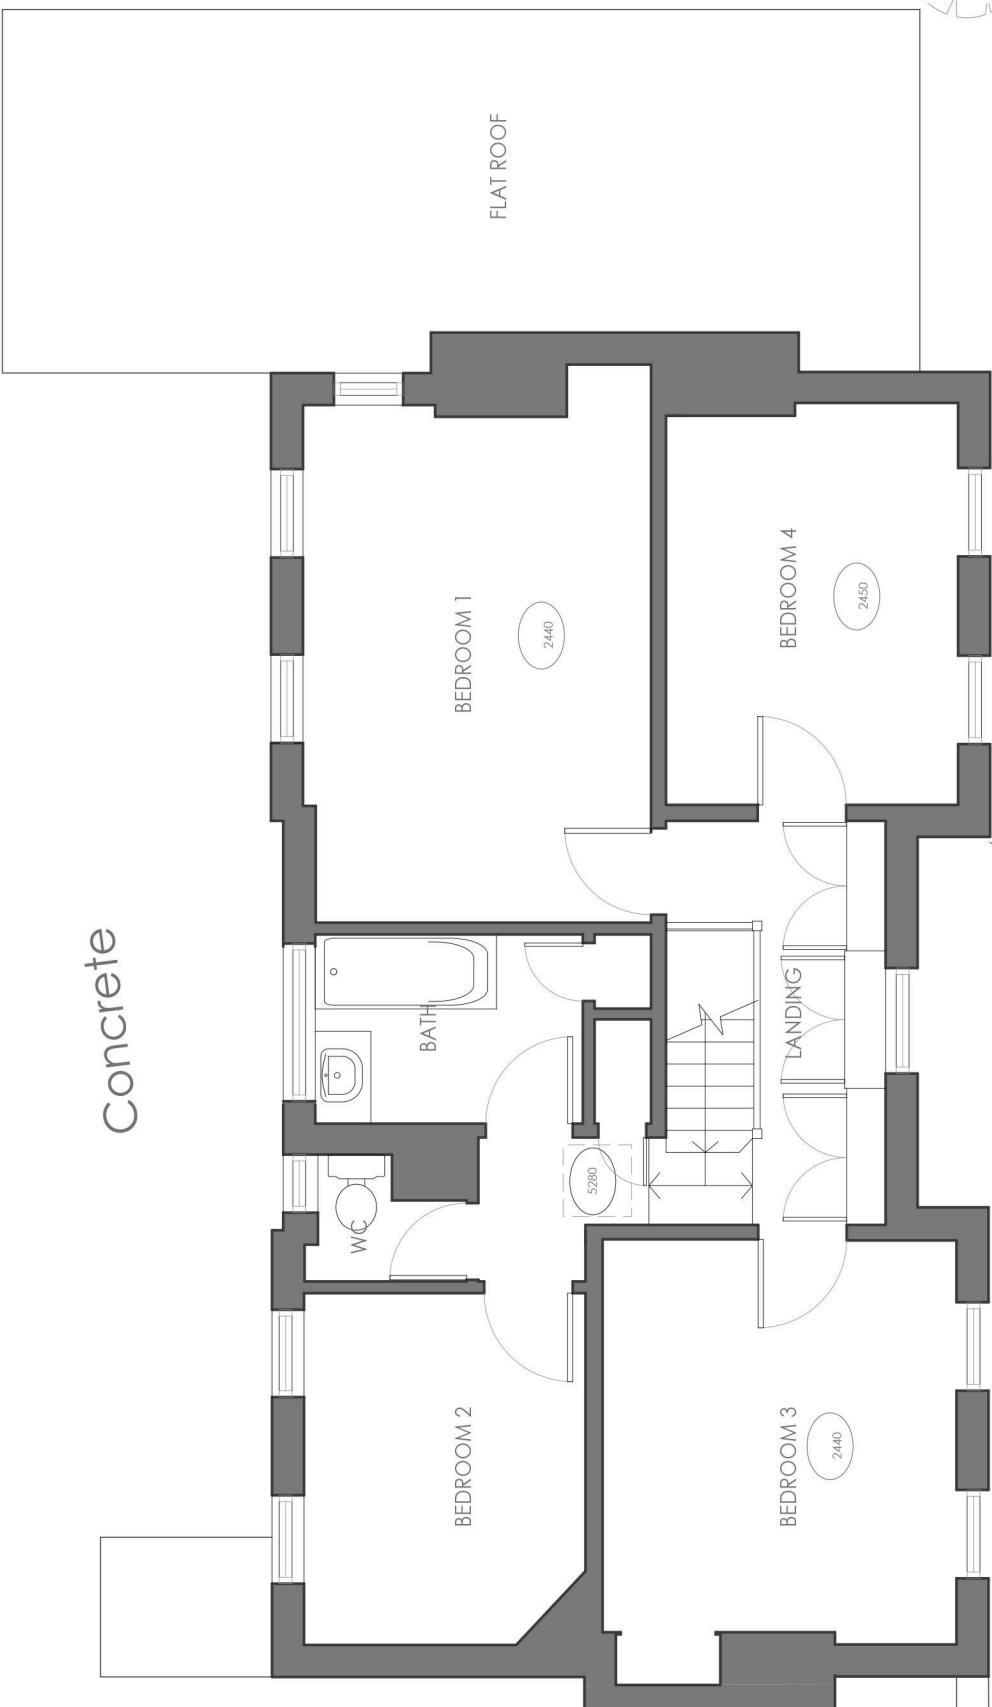 Concrete
FLAT ROOF
BEDROOM 1
2440
BEDROOM 4
2450
BATH
LANDING
WC
5280
BEDROOM 2
BEDROOM 3
2440